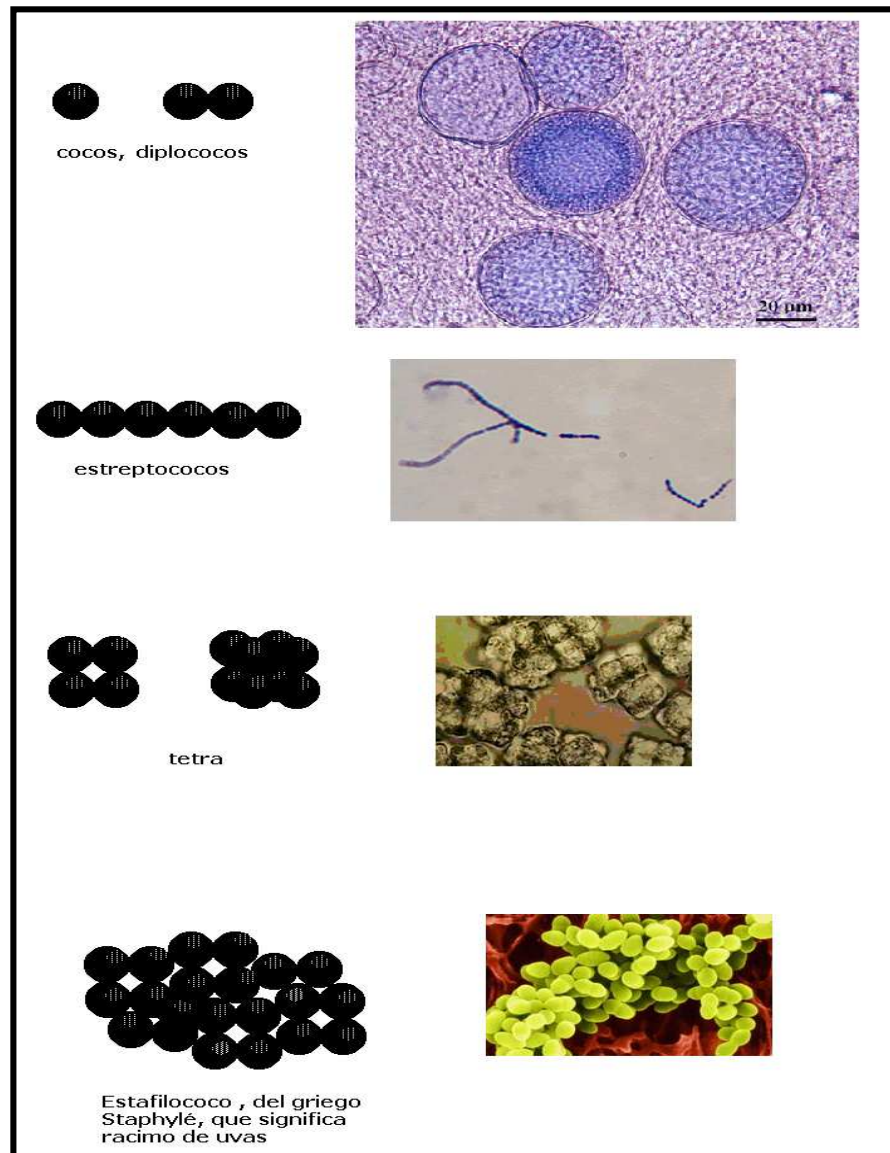 cocos, diplococos
20 µm
estreptococos
tetra
Estafilococo , del griego
Staphylé, que significa
racimo de uvas